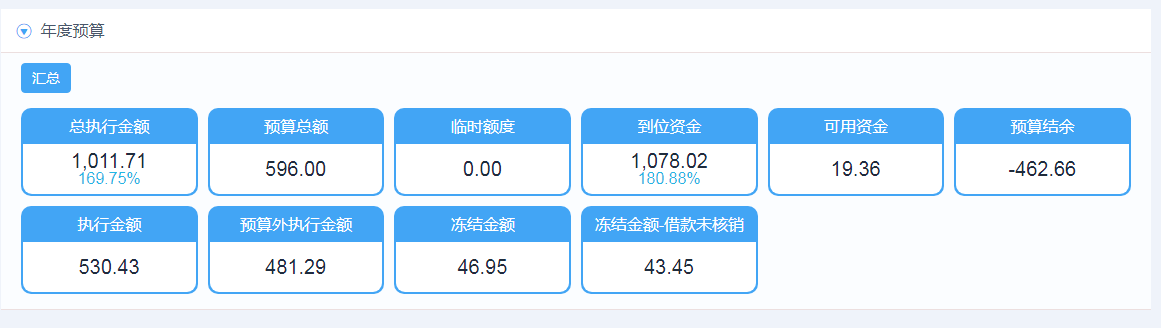 年度预算
汇总
总执行金额
1,011.71
169.75%
预算总额
596.00
临时额度
0.00
到位资金
1,078.02
180.88%
可用资金
19.36
预算结余
-462.66
执行金额
530.43
预算外执行金额
481.29
冻结金额
46.95
冻结金额-借款未核销
43.45